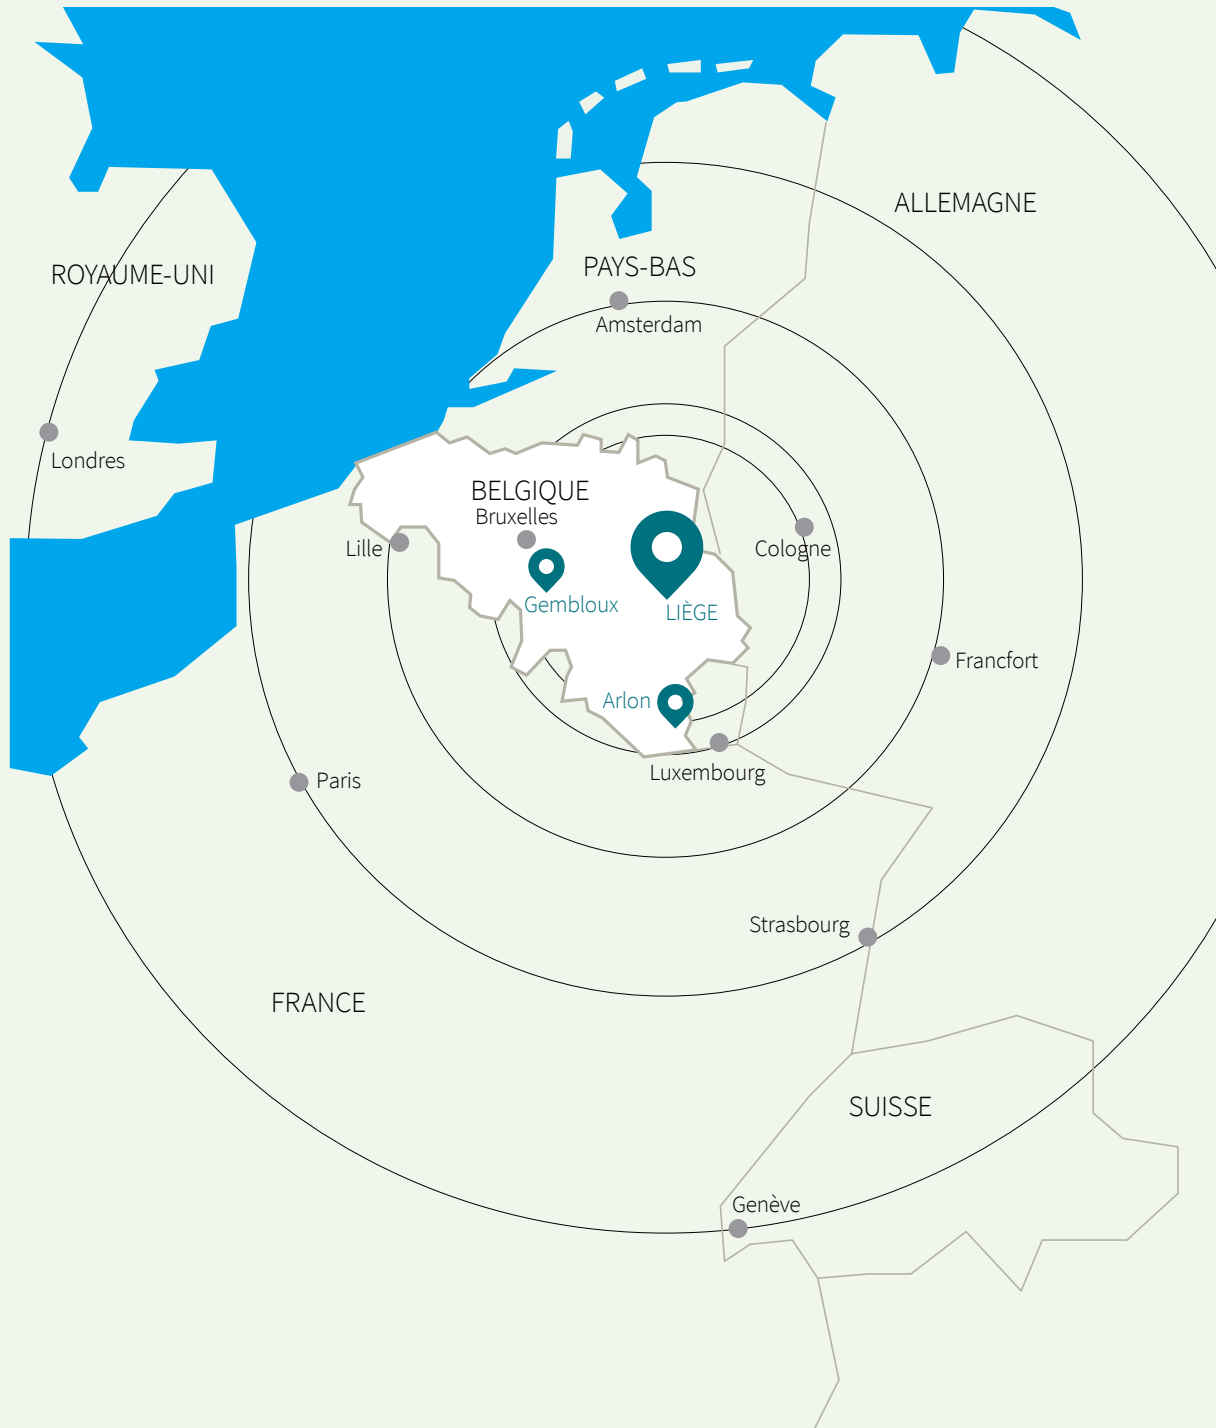 ALLEMAGNE
ROYAUME-UNI
PAYS-BAS
Amsterdam
Londres
BELGIQUE
Bruxelles
Lille
Cologne
Gembloux
LIÈGE
Francfort
Arlon
Luxembourg
Paris
Strasbourg
FRANCE
SUISSE
Genève